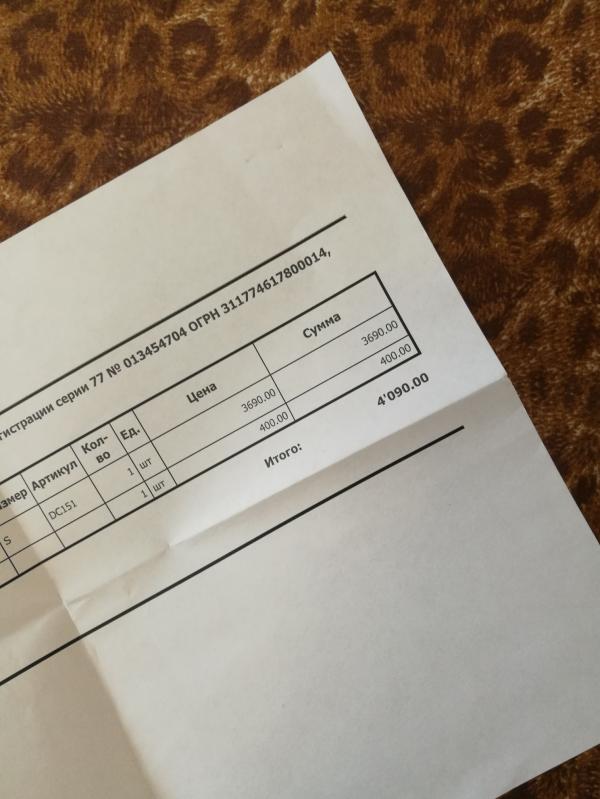 гистрации серии 77 № 013454704 ОГРН 311774617800014,
змер Артикул Кол-во Ед. Цена Сумма
S DC151 1 шт 3690.00 3690.00
1 шт 400.00 400.00
Итого: 4'090.00